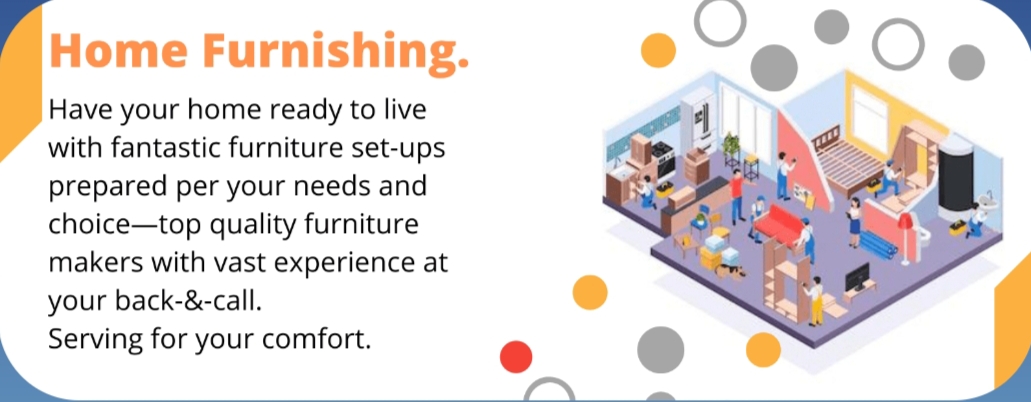 Home Furnishing.
Have your home ready to live
with fantastic furniture set-ups
prepared per your needs and
choice—top quality furniture
makers with vast experience at
your back-&-call.
Serving for your comfort.